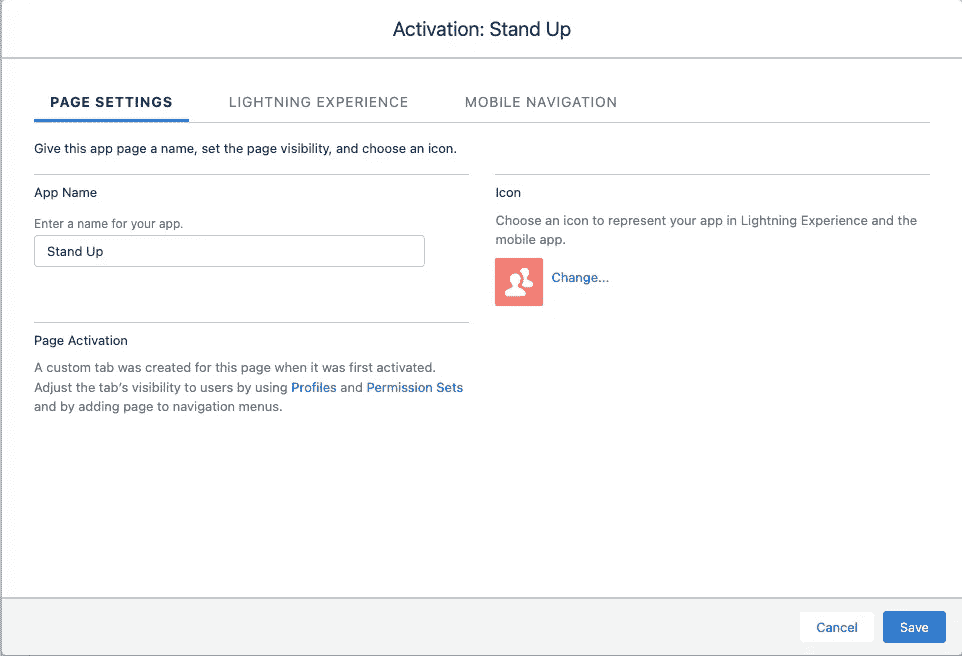 Activation: Stand Up
PAGE SETTINGS
LIGHTNING EXPERIENCE
MOBILE NAVIGATION
Give this app page a name, set the page visibility, and choose an icon.
App Name
Enter a name for your app.
Stand Up
Icon
Choose an icon to represent your app in Lightning Experience and the
mobile app.
Change...
Page Activation
A custom tab was created for this page when it was first activated.
Adjust the tab's visibility to users by using Profiles and Permission Sets
and by adding page to navigation menus.
Cancel
Save